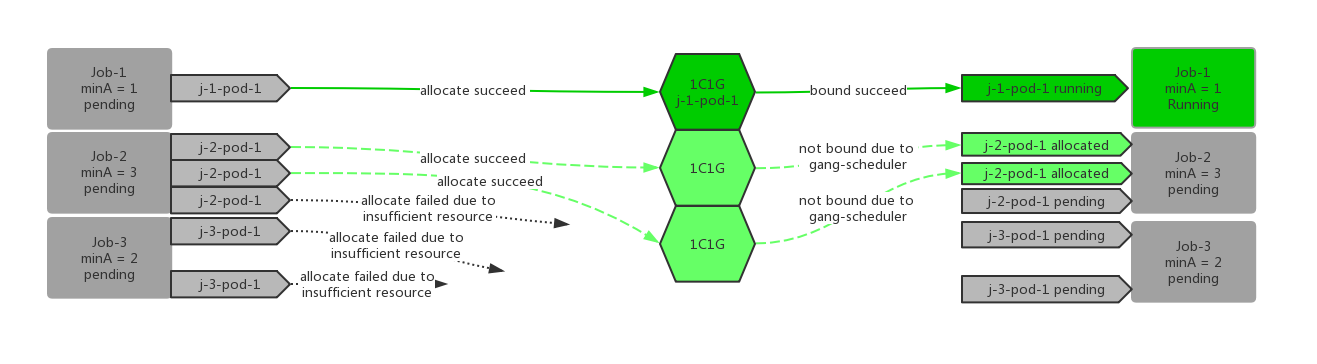 Job-1
minA = 1
pending
j-1-pod-1
allocate succeed
1C1G
j-1-pod-1
bound succeed
j-1-pod-1 running
Job-1
minA = 1
Running
Job-2
minA = 3
pending
j-2-pod-1
j-2-pod-1
j-2-pod-1
allocate succeed
allocate succeed
allocate failed due to
insufficient resource
1C1G
1C1G
not bound due to
gang-scheduler
not bound due to
gang-scheduler
j-2-pod-1 allocated
j-2-pod-1 allocated
j-2-pod-1 pending
Job-2
minA = 3
pending
Job-3
minA = 2
pending
j-3-pod-1
j-3-pod-1
allocate failed due to
insufficient resource
allocate failed due to
insufficient resource
j-3-pod-1 pending
j-3-pod-1 pending
Job-3
minA = 2
pending